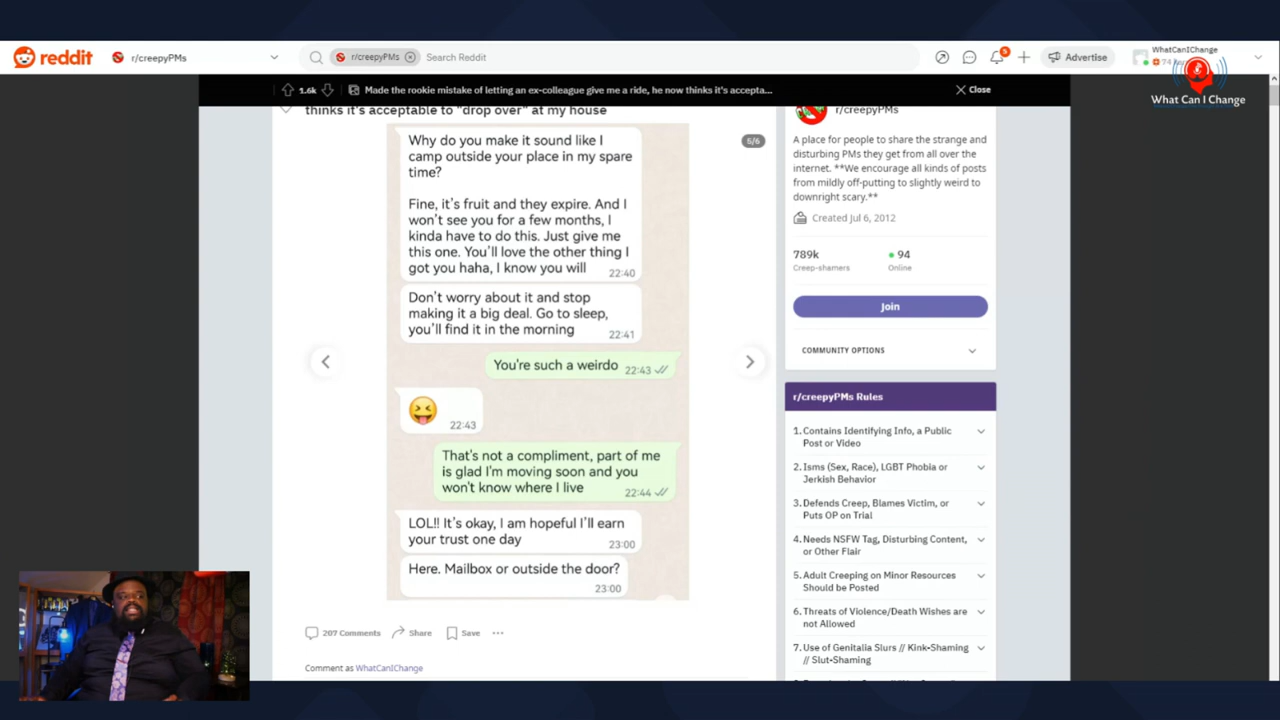 reddit
r/creepyPMs
r/creepyPMs
Search Reddit
5
Advertise
WhatCanIChange
What Can I Change
1.6k
Made the rookie mistake of letting an ex-colleague give me a ride, he now thinks it's accepta...
Close
thinks it's acceptable to "drop over" at my house
5/6
Why do you make it sound like I
camp outside your place in my spare
time?
Fine, it's fruit and they expire. And I
won't see you for a few months, I
kinda have to do this. Just give me
this one. You'll love the other thing I
got you haha, I know you will
22:40
Don't worry about it and stop
making it a big deal. Go to sleep,
you'll find it in the morning
22:41
You're such a weirdo
22:43
22:43
That's not a compliment, part of me
is glad I'm moving soon and you
won't know where I live
22:44
LOL!! It's okay, I am hopeful I'll earn
your trust one day
23:00
Here. Mailbox or outside the door?
23:00
207 Comments
Share
Save
Comment as WhatCanIChange
r/creepyPMs
A place for people to share the strange and
disturbing PMs they get from all over the
internet. **We encourage all kinds of posts
from mildly off-putting to slightly weird to
downright scary.**
Created Jul 6, 2012
789k
Creep-shamers
94
Online
Join
COMMUNITY OPTIONS
r/creepyPMs Rules
1. Contains Identifying Info, a Public
Post or Video
2. Isms (Sex, Race), LGBT Phobia or
Jerkish Behavior
3. Defends Creep, Blames Victim, or
Puts OP on Trial
4. Needs NSFW Tag, Disturbing Content,
or Other Flair
5. Adult Creeping on Minor Resources
Should be Posted
6. Threats of Violence/Death Wishes are
not Allowed
7. Use of Genitalia Slurs // Kink-Shaming
// Slut-Shaming